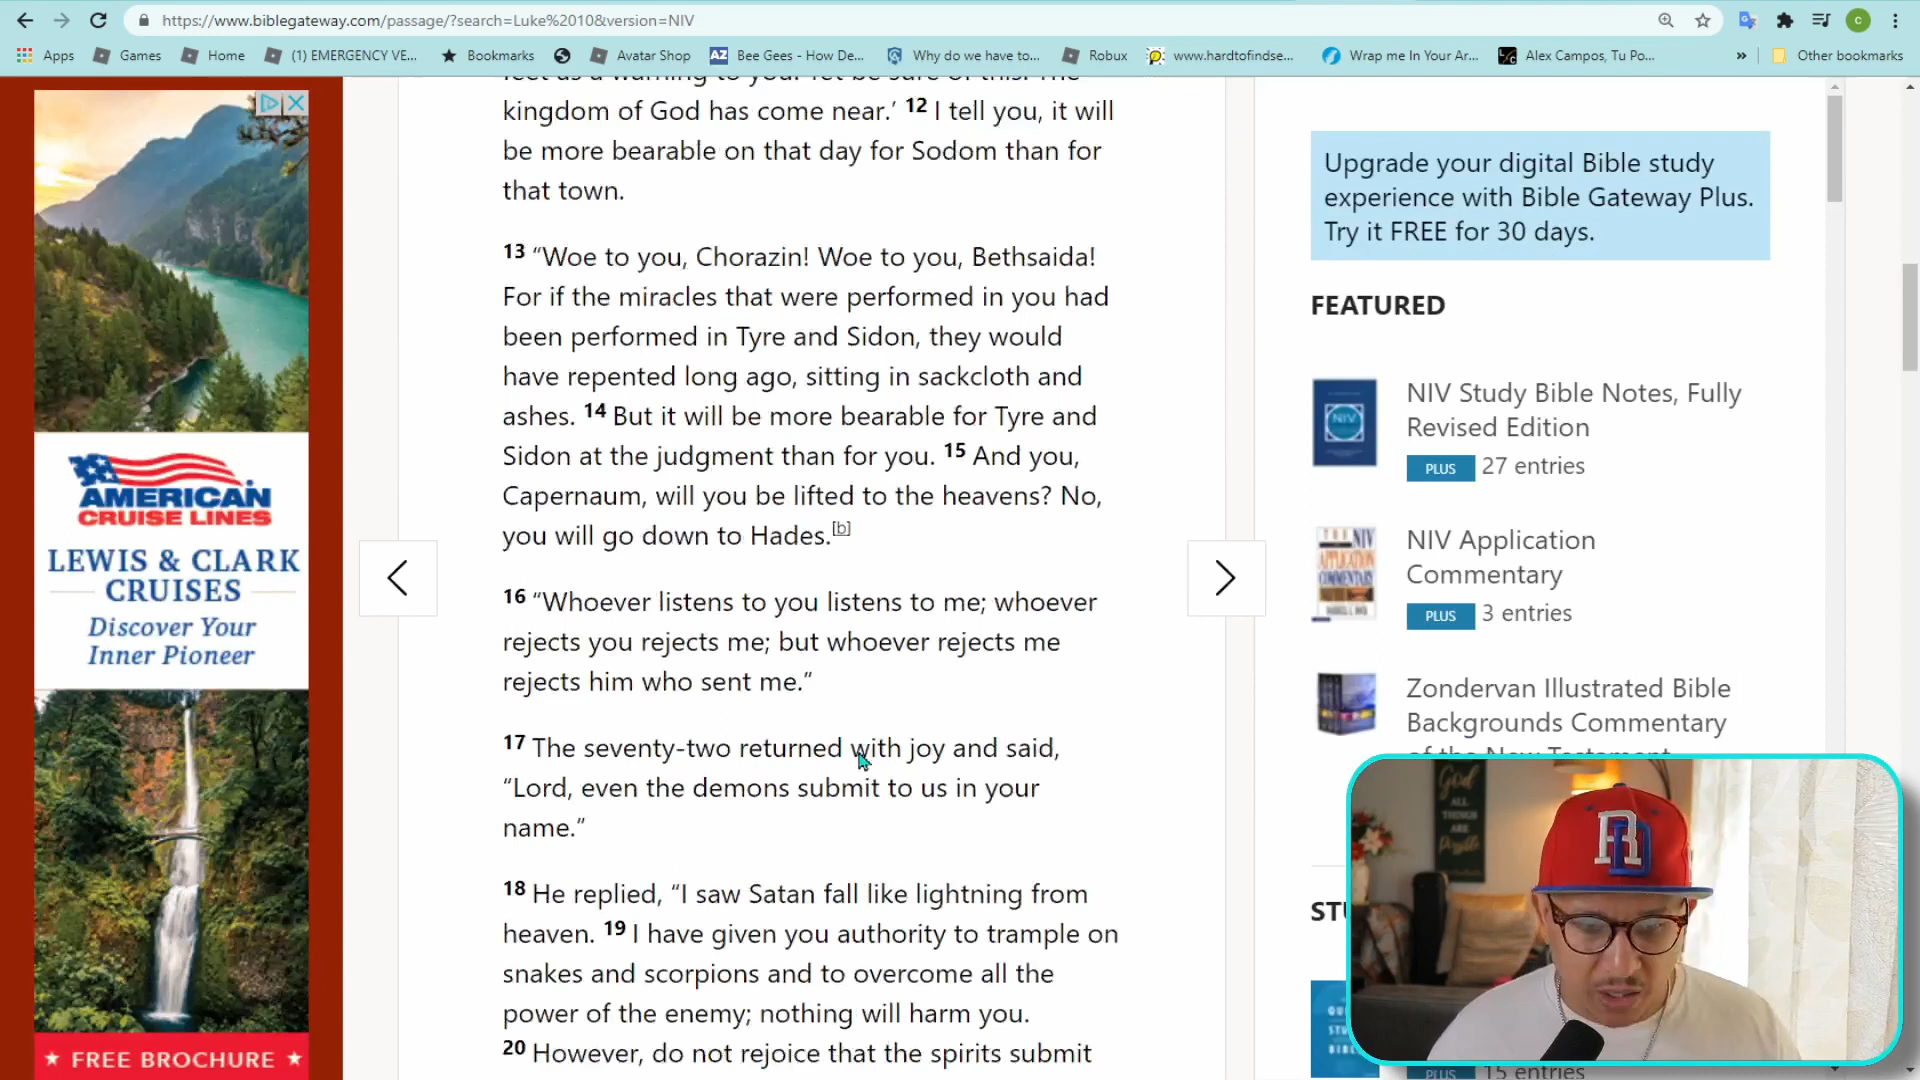 https://www.biblegateway.com/passage/?search=Luke%2010&version=NIV
Apps
Games
Home
(1) EMERGENCY VE...
Bookmarks
Avatar Shop
AZ
Bee Gees - How De...
Why do we have to...
Robux
www.hardtofindse...
Wrap me In Your Ar...
Alex Campos, Tu Po...
»
Other bookmarks
kingdom of God has come near.’ 12 I tell you, it will
be more bearable on that day for Sodom than for
that town.
13 “Woe to you, Chorazin! Woe to you, Bethsaida!
For if the miracles that were performed in you had
been performed in Tyre and Sidon, they would
have repented long ago, sitting in sackcloth and
ashes. 14 But it will be more bearable for Tyre and
Sidon at the judgment than for you. 15 And you,
Capernaum, will you be lifted to the heavens? No,
you will go down to Hades.[b]
16 “Whoever listens to you listens to me; whoever
rejects you rejects me; but whoever rejects me
rejects him who sent me.”
17 The seventy-two returned with joy and said,
“Lord, even the demons submit to us in your
name.”
18 He replied, “I saw Satan fall like lightning from
heaven. 19 I have given you authority to trample on
snakes and scorpions and to overcome all the
power of the enemy; nothing will harm you.
20 However, do not rejoice that the spirits submit
AMERICAN
CRUISE LINES
LEWIS & CLARK
CRUISES
Discover Your
Inner Pioneer
★ FREE BROCHURE ★
Upgrade your digital Bible study
experience with Bible Gateway Plus.
Try it FREE for 30 days.
FEATURED
NIV
NIV Study Bible Notes, Fully
Revised Edition
PLUS 27 entries
NIV Application
Commentary
PLUS 3 entries
Zondervan Illustrated Bible
Backgrounds Commentary
of the New Testament
God
ALL
THINGS
ARE
Possible
RD
PLUS 15 entries